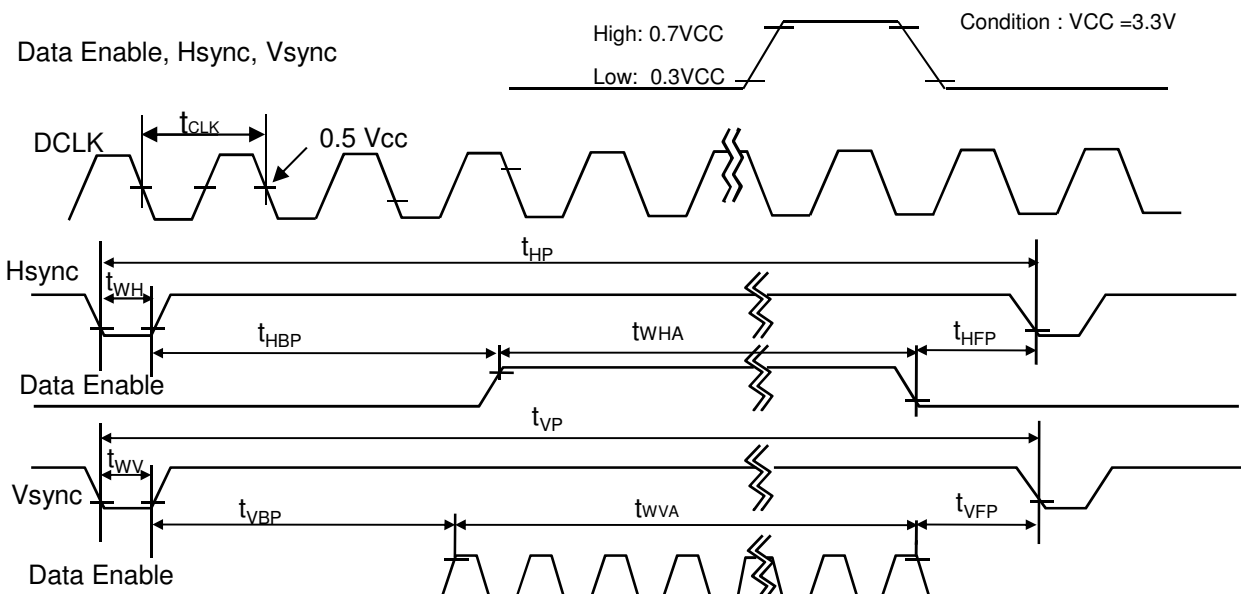 Data Enable, Hsync, Vsync
High: 0.7VCC
Low: 0.3VCC
Condition : VCC =3.3V
DCLK
tCLK
0.5 Vcc
Hsync
tHP
tWH
tHBP
tWHA
tHFP
Data Enable
tVP
tWV
Vsync
tVBP
tWVA
tVFP
Data Enable